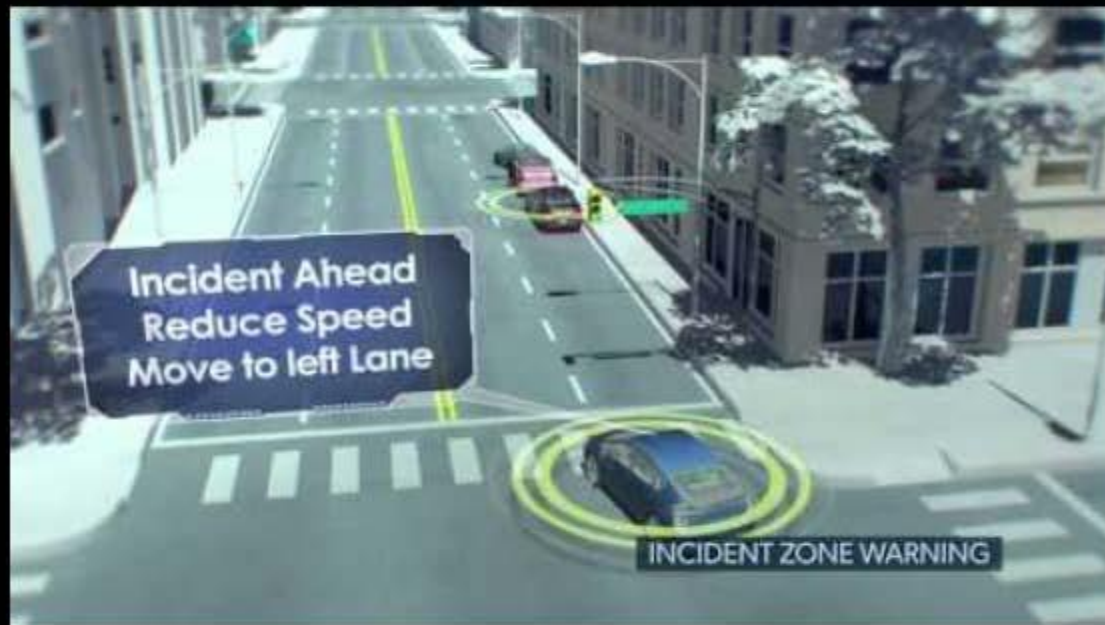 Incident Ahead
Reduce Speed
Move to left Lane
INCIDENT ZONE WARNING